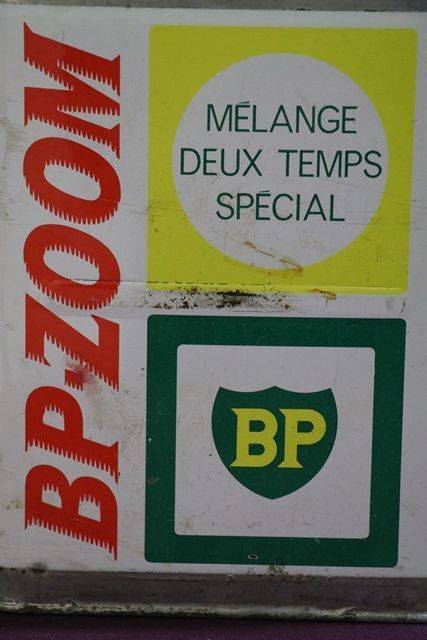 BP-ZOOM
MÉLANGE
DEUX TEMPS
SPÉCIAL
BP